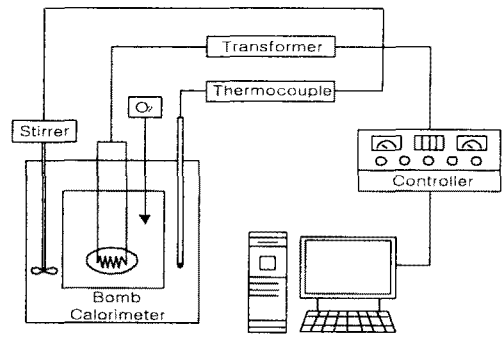 Transformer
Thermocouple
O₂
Stirrer
Controller
Bomb
Calorimeter